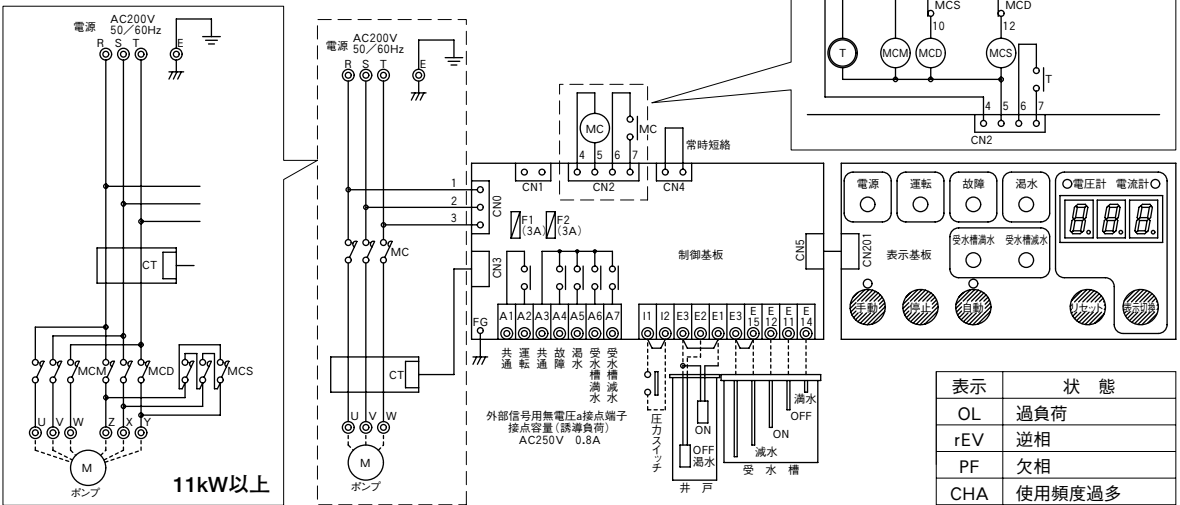 電源 AC200V 50/60Hz
R S T E
CT
MCM MCD MCS
U V W Z X Y
M
ポンプ
11kW以上
電源 AC200V 50/60Hz
R S T E
MC
CT
U V W
M
ポンプ
MC
MC
4 5 6 7
CN1 CN2 CN4
常時短絡
1
2
3
CN0
CN3
FG
F1 (3A)
F2 (3A)
制御基板
CN5
A1 A2 A3 A4 A5 A6 A7
共通 運転 共通 故障 渇水 受水槽満水 受水槽減水
外部信号用無電圧a接点端子
接点容量(誘導負荷)
AC250V 0.8A
I1 I2 E3 E2 E1 E3 E15 E12 E11 E14
圧力スイッチ
ON
OFF
渇水
井戸
満水
OFF
ON
減水
受水槽
MCS MCD
10 12
T MCM MCD MCS
T
4 5 6 7
CN2
CN201
表示基板
電源 運転 故障 渇水
受水槽満水 受水槽減水
電圧計 電流計
8.8.8.
手動 停止 自動 リセット 表示切換
表示 状態
OL 過負荷
rEV 逆相
PF 欠相
CHA 使用頻度過多